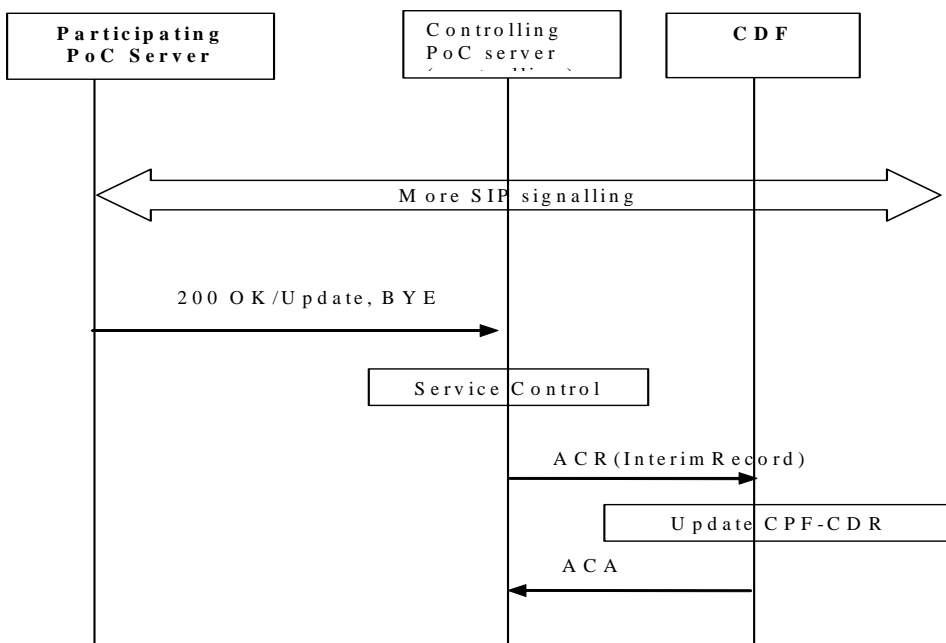 Participating
PoC Server
Controlling
PoC server
CDF
More SIP signalling
200 OK/Update, BYE
Service Control
ACR(Interim Record)
Update CPF-CDR
ACA